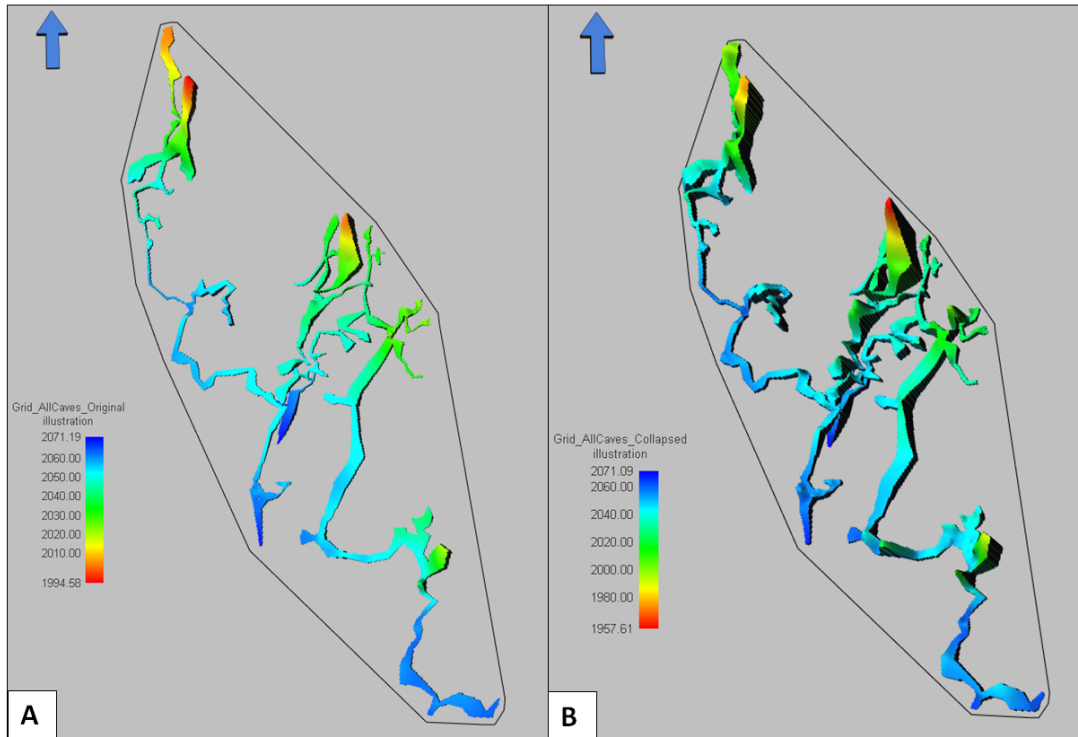 Grid_AllCaves_Original
illustration
2071.19
2060.00
2050.00
2040.00
2030.00
2020.00
2010.00
1994.58
A
Grid_AllCaves_Collapsed
illustration
2071.09
2060.00
2040.00
2020.00
2000.00
1980.00
1957.61
B